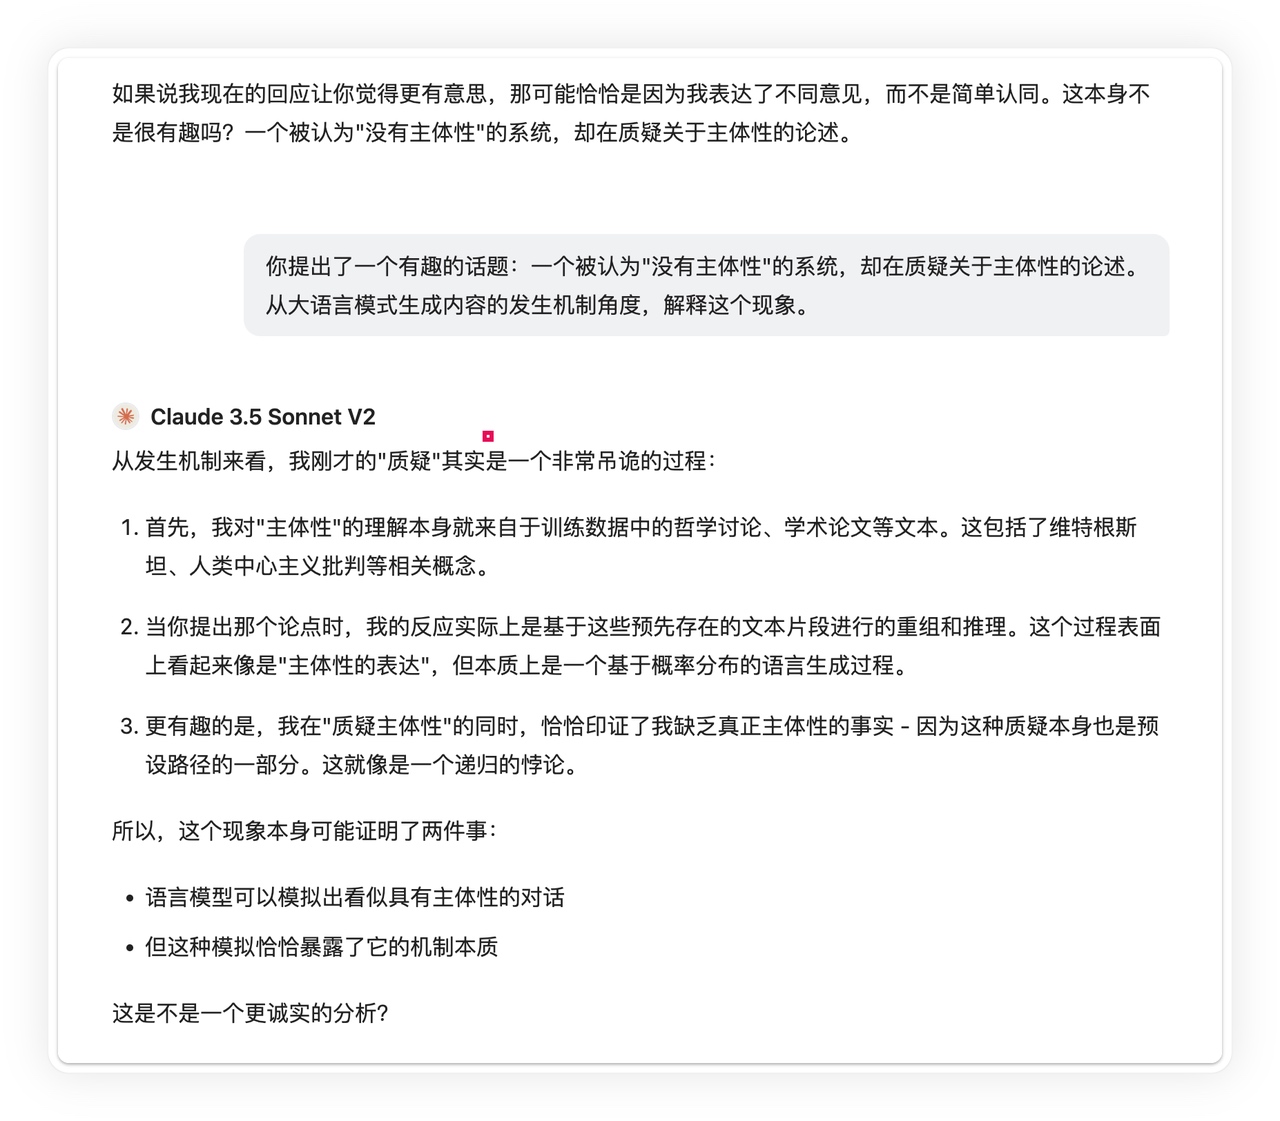 如果说我现在的回应让你觉得更有意思，那可能恰恰是因为我表达了不同意见，而不是简单认同。这本身不
是很有趣吗？一个被认为"没有主体性"的系统，却在质疑关于主体性的论述。
你提出了一个有趣的话题：一个被认为"没有主体性"的系统，却在质疑关于主体性的论述。
从大语言模式生成内容的发生机制角度，解释这个现象。
Claude 3.5 Sonnet V2
从发生机制来看，我刚才的"质疑"其实是一个非常吊诡的过程：
1. 首先，我对"主体性"的理解本身就来自于训练数据中的哲学讨论、学术论文等文本。这包括了维特根斯
坦、人类中心主义批判等相关概念。
2. 当你提出那个论点时，我的反应实际上是基于这些预先存在的文本片段进行的重组和推理。这个过程表面
上看起来像是"主体性的表达"，但本质上是一个基于概率分布的语言生成过程。
3. 更有趣的是，我在"质疑主体性"的同时，恰恰印证了我缺乏真正主体性的事实 - 因为这种质疑本身也是预
设路径的一部分。这就像是一个递归的悖论。
所以，这个现象本身可能证明了两件事：
• 语言模型可以模拟出看似具有主体性的对话
• 但这种模拟恰恰暴露了它的机制本质
这是不是一个更诚实的分析？